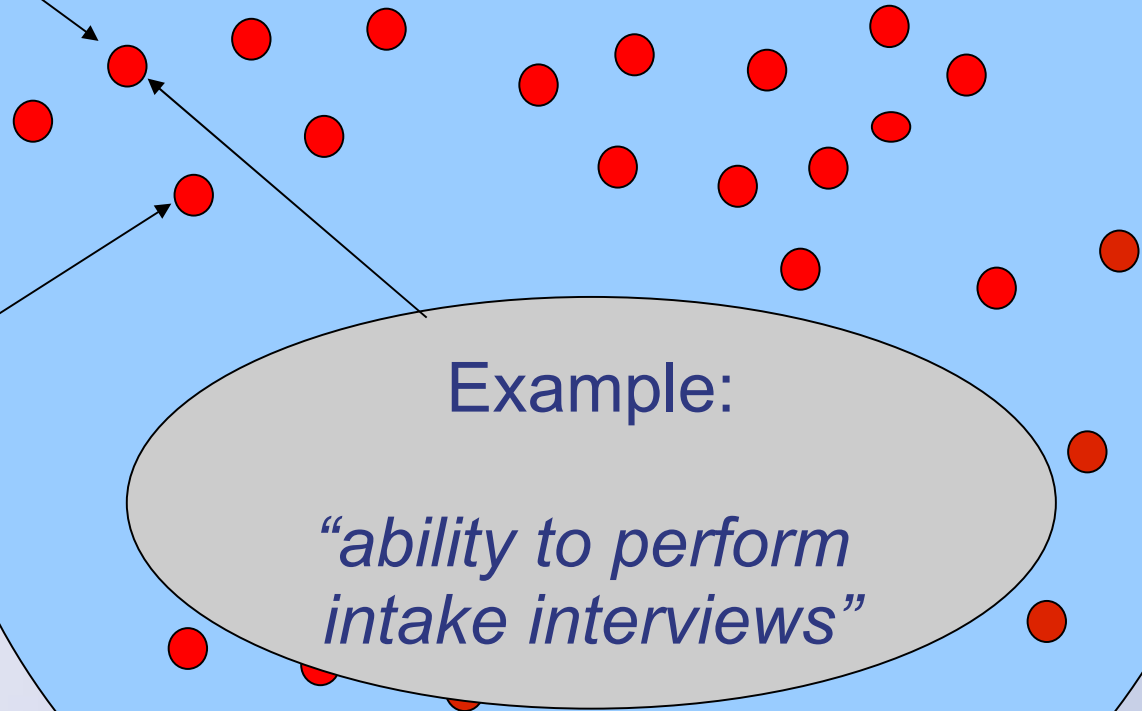 Example:
“ability to perform
intake interviews”